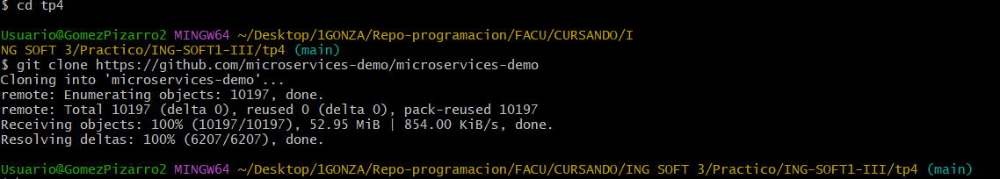 $ cd tp4
Usuario@GomezPizarro2 MINGW64 ~/Desktop/1GONZA/Repo-programacion/FACU/CURSANDO/I
NG SOFT 3/Practico/ING-SOFT1-III/tp4 (main)
$ git clone https://github.com/microservices-demo/microservices-demo
Cloning into 'microservices-demo'...
remote: Enumerating objects: 10197, done.
remote: Total 10197 (delta 0), reused 0 (delta 0), pack-reused 10197
Receiving objects: 100% (10197/10197), 52.95 MiB | 854.00 KiB/s, done.
Resolving deltas: 100% (6207/6207), done.
Usuario@GomezPizarro2 MINGW64 ~/Desktop/1GONZA/Repo-programacion/FACU/CURSANDO/ING SOFT 3/Practico/ING-SOFT1-III/tp4 (main)